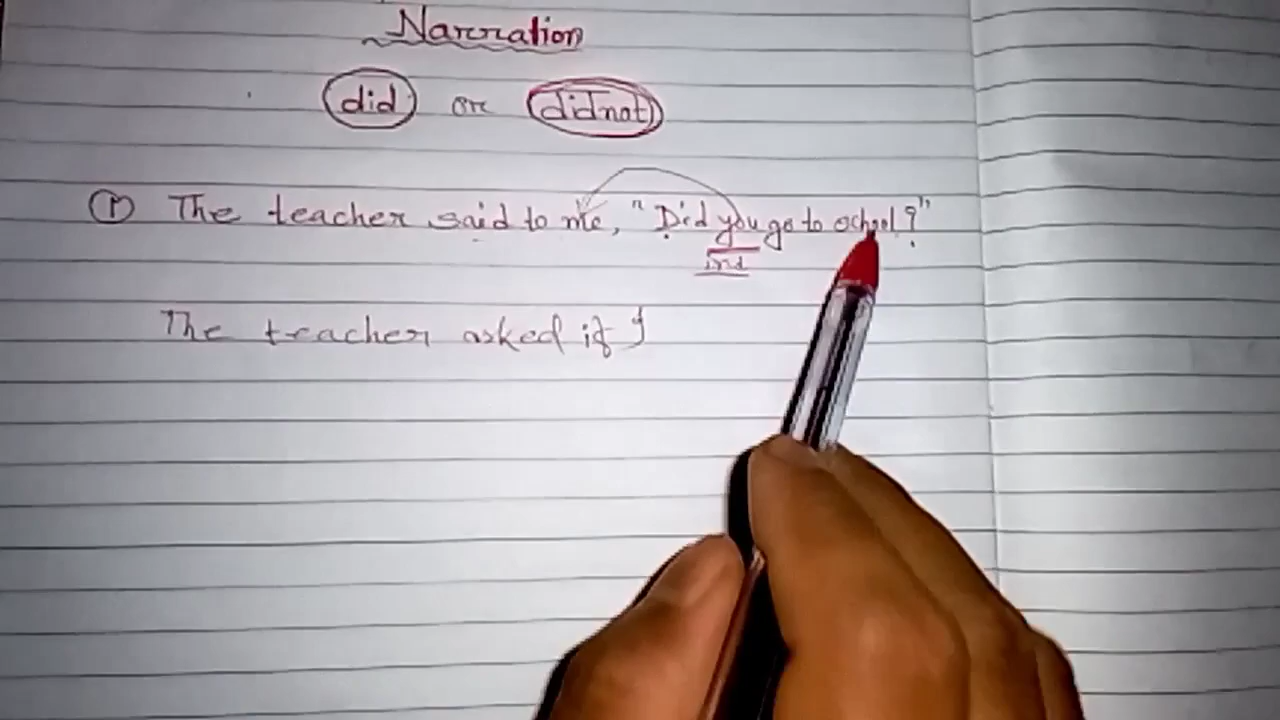 Narration
did or didnot
① The teacher said to me, "Did you go to school?"
ind
The teacher asked if I